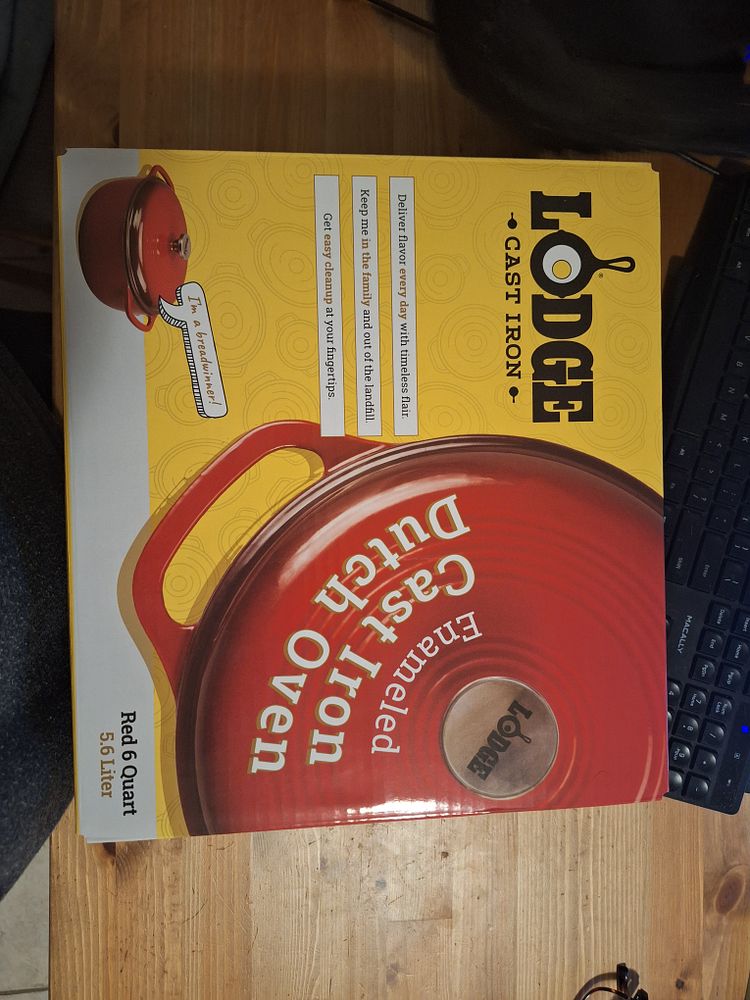 LODGE
®
CAST IRON
Deliver flavor every day with timeless flair.
Keep me in the family and out of the landfill.
Get easy cleanup at your fingertips.
I'm a breadwinner!
LODGE
Enameled
Cast Iron
Dutch Oven
Red 6 Quart
5.6 Liter
MACALLY